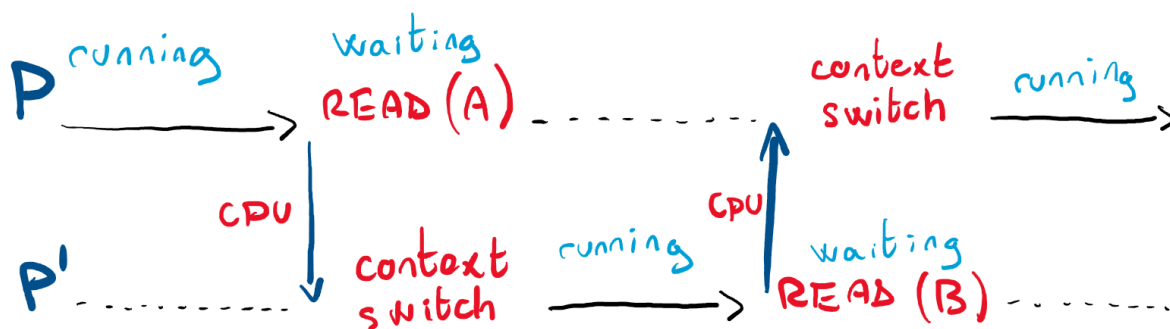 P running
waiting
READ (A)
context
switch
running
CPU
CPU
P'
context
switch
running
waiting
READ (B)